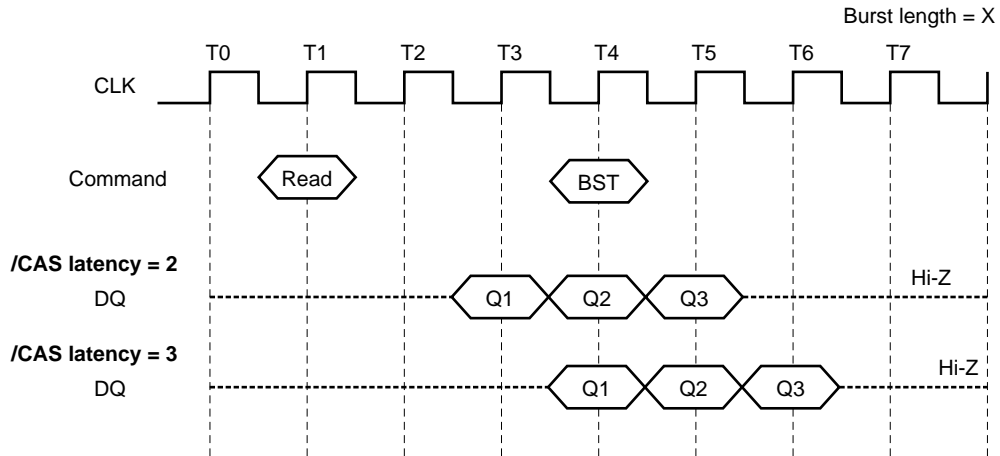 Burst length = X
T0 T1 T2 T3 T4 T5 T6 T7
CLK
Command Read BST
/CAS latency = 2
DQ Q1 Q2 Q3 Hi-Z
/CAS latency = 3
DQ Q1 Q2 Q3 Hi-Z